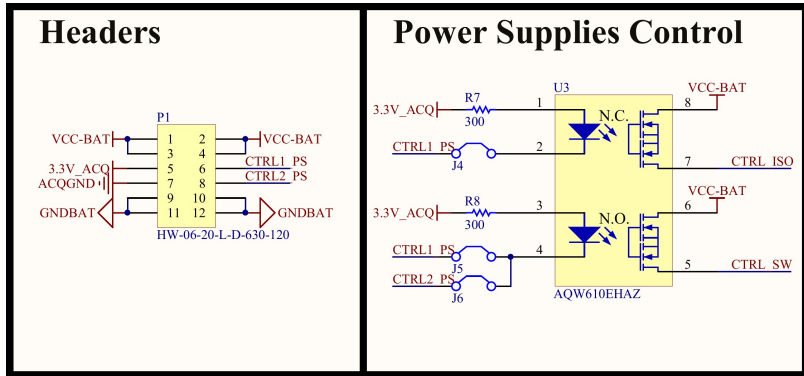 Headers
P1
VCC-BAT 1 2 VCC-BAT
3 4
3.3V_ACQ 5 6 CTRL1_PS
ACQGND 7 8 CTRL2_PS
9 10
GNDBAT 11 12 GNDBAT
HW-06-20-L-D-630-120
Power Supplies Control
U3
VCC-BAT
R7
3.3V_ACQ 1 N.C. 8
300
CTRL1_PS 2 7 CTRL_ISO
J4
VCC-BAT
R8
3.3V_ACQ 3 N.O. 6
300
CTRL1_PS 4 5 CTRL_SW
J5
CTRL2_PS
J6
AQW610EHAZ